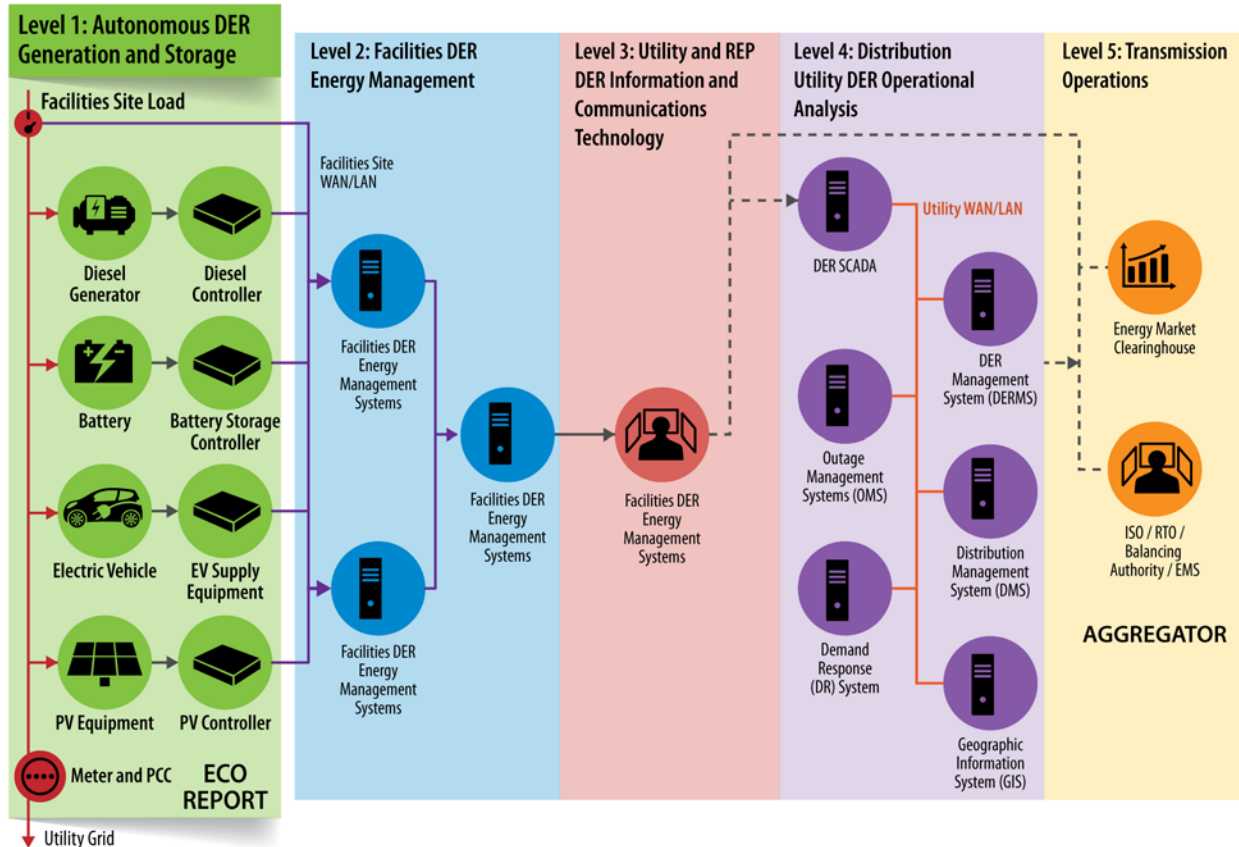 Level 1: Autonomous DER
Generation and Storage
Facilities Site Load
Diesel
Generator
Diesel
Controller
Battery
Battery Storage
Controller
Electric Vehicle
EV Supply
Equipment
PV Equipment
PV Controller
Meter and PCC
ECO
REPORT
Utility Grid
Level 2: Facilities DER
Energy Management
Facilities Site
WAN/LAN
Facilities DER
Energy
Management
Systems
Facilities DER
Energy
Management
Systems
Facilities DER
Energy
Management
Systems
Level 3: Utility and REP
DER Information and
Communications
Technology
Facilities DER
Energy
Management
Systems
Level 4: Distribution
Utility DER Operational
Analysis
DER SCADA
Utility WAN/LAN
DER
Management
System (DERMS)
Outage
Management
Systems (OMS)
Distribution
Management
System (DMS)
Demand
Response
(DR) System
Geographic
Information
System (GIS)
Level 5: Transmission
Operations
Energy Market
Clearinghouse
ISO / RTO /
Balancing
Authority / EMS
AGGREGATOR